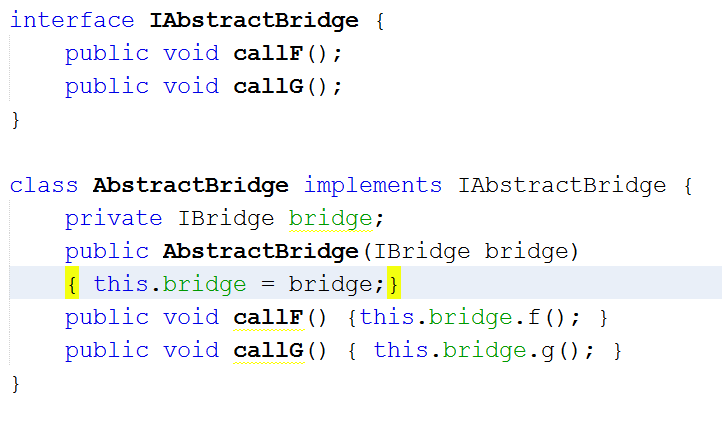 interface IAbstractBridge {
    public void callF();
    public void callG();
}
class AbstractBridge implements IAbstractBridge {
    private IBridge bridge;
    public AbstractBridge(IBridge bridge)
    { this.bridge = bridge;}
    public void callF() {this.bridge.f(); }
    public void callG() { this.bridge.g(); }
}